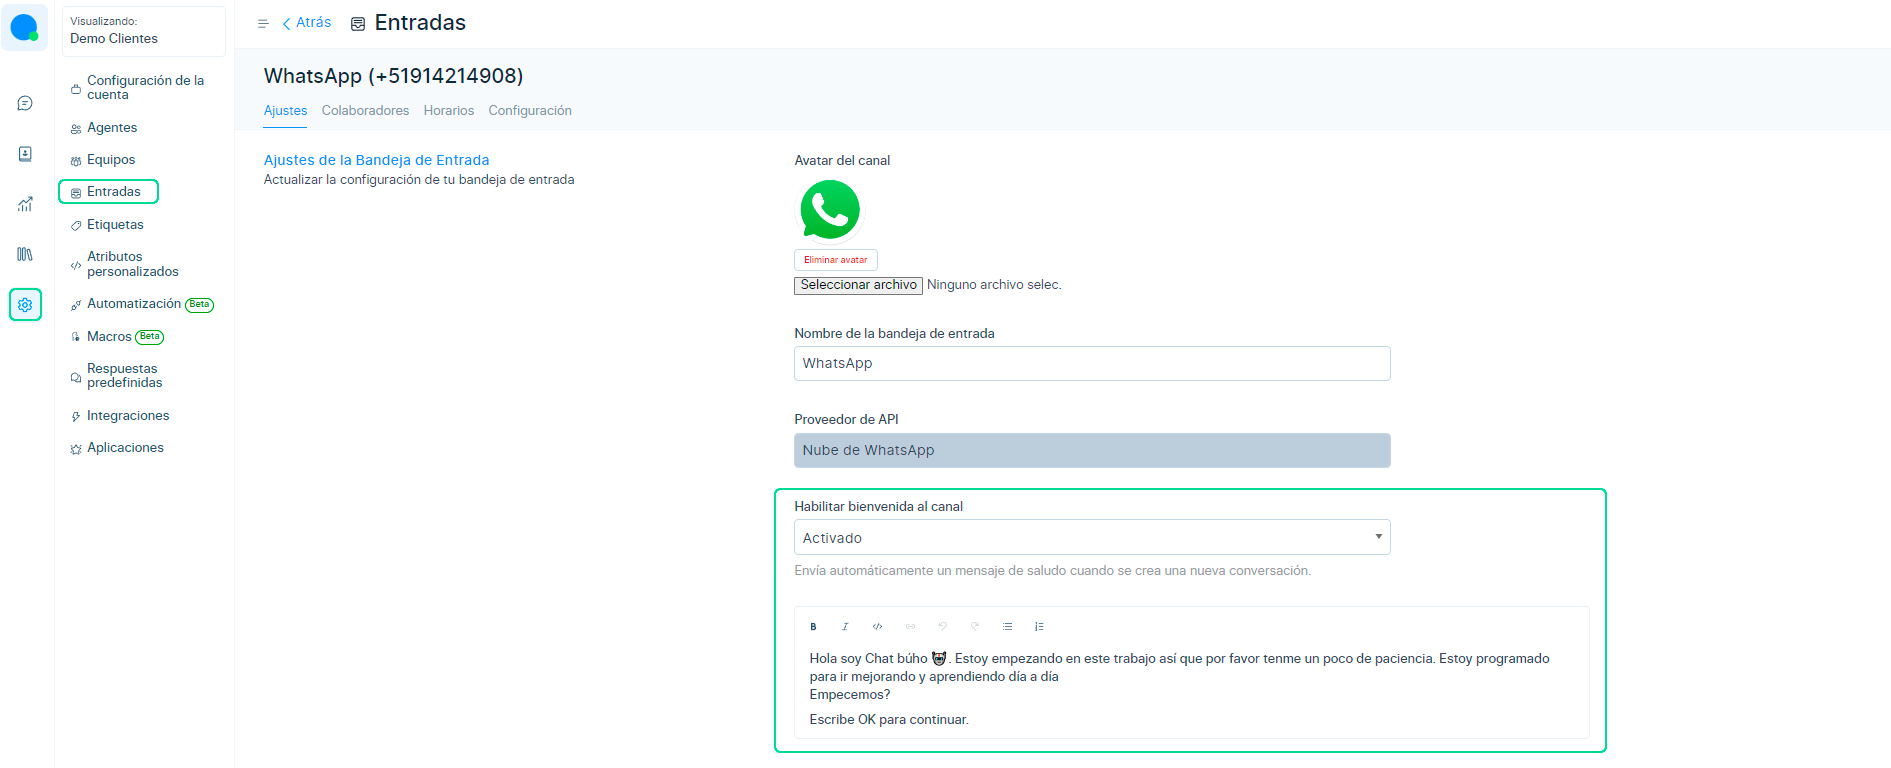 Visualizando:
Demo Clientes
Configuración de la
cuenta
Agentes
Equipos
Entradas
Etiquetas
Atributos
personalizados
Automatización Beta
Macros Beta
Respuestas
predefinidas
Integraciones
Aplicaciones
Atrás Entradas
WhatsApp (+51914214908)
Ajustes Colaboradores Horarios Configuración
Ajustes de la Bandeja de Entrada
Actualizar la configuración de tu bandeja de entrada
Avatar del canal
Eliminar avatar
Seleccionar archivo Ninguno archivo selec.
Nombre de la bandeja de entrada
WhatsApp
Proveedor de API
Nube de WhatsApp
Habilitar bienvenida al canal
Activado
Envía automáticamente un mensaje de saludo cuando se crea una nueva conversación.
Hola soy Chat búho . Estoy empezando en este trabajo así que por favor tenme un poco de paciencia. Estoy programado
para ir mejorando y aprendiendo día a día
Empecemos?
Escribe OK para continuar.